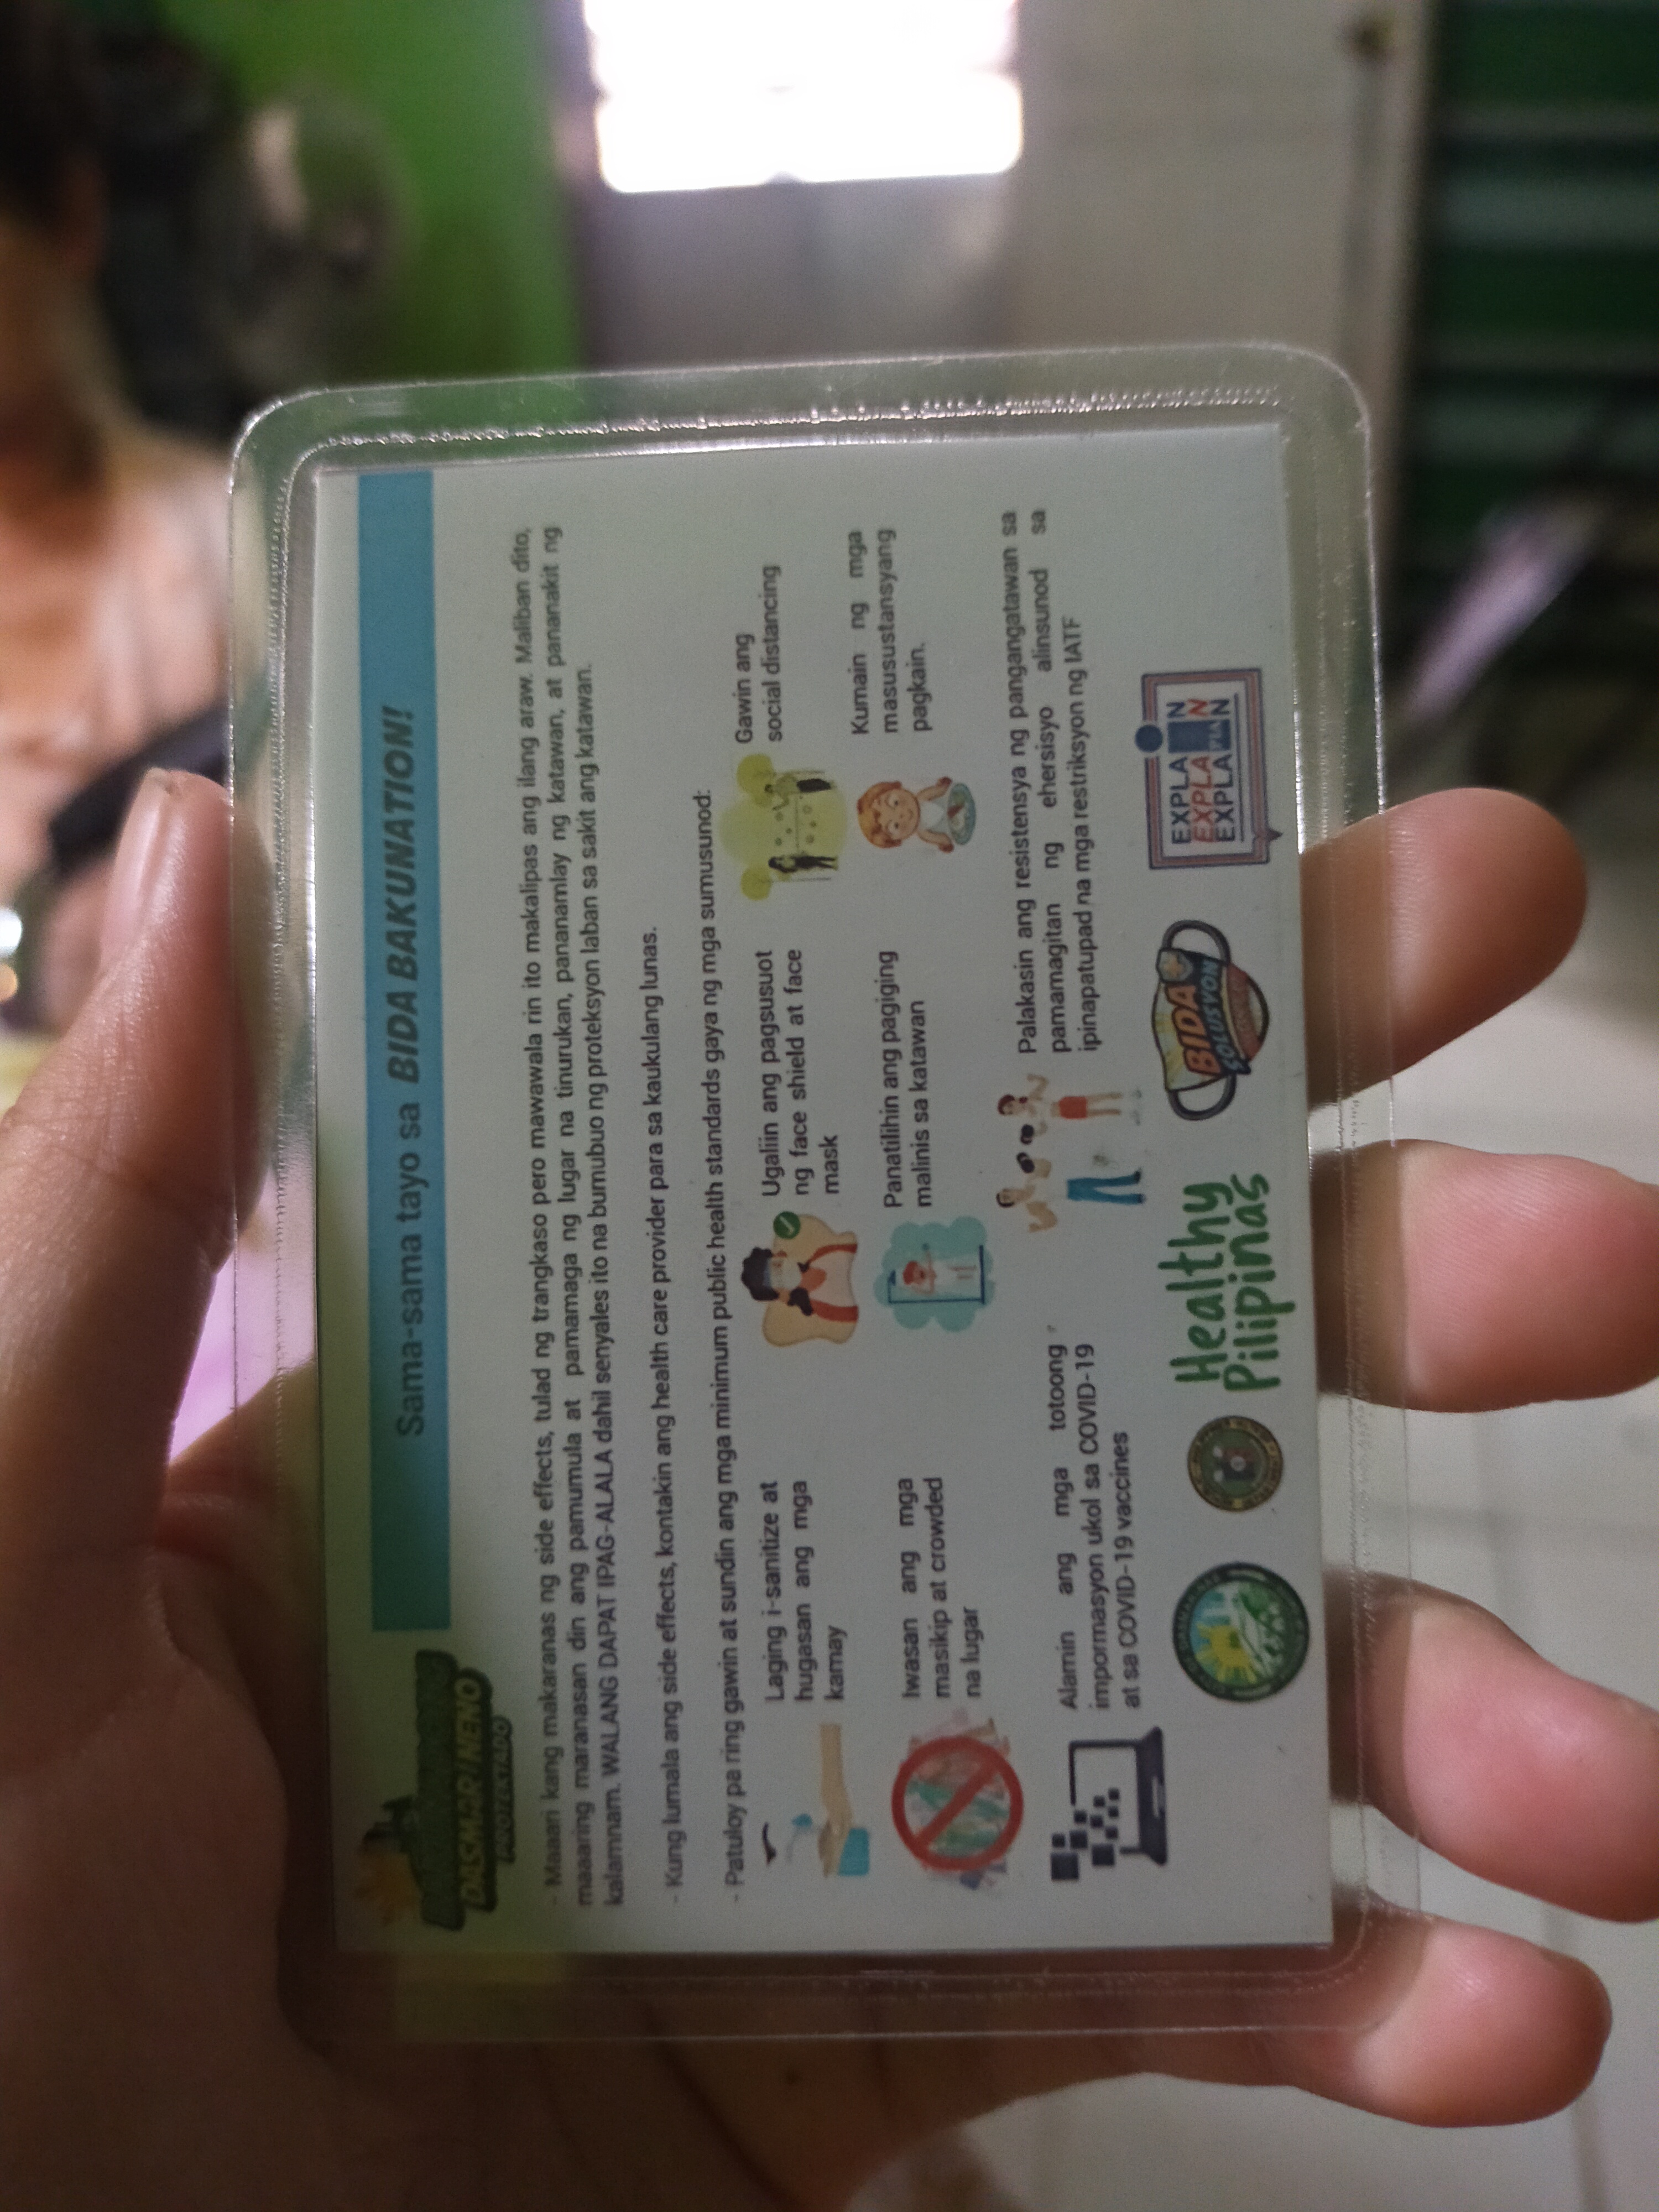 DASMARIÑENO
PROTEKTADO
Sama-sama tayo sa BIDA BAKUNATION!
- Maaari kang makaranas ng side effects, tulad ng trangkaso pero mawawala rin ito makalipas ang ilang araw. Maliban dito,
maaaring maranasan din ang pamumula at pamamaga ng lugar na tinurukan, pananamlay ng katawan, at pananakit ng
kalamnam. WALANG DAPAT IPAG-ALALA dahil senyales ito na bumubuo ng proteksyon laban sa sakit ang katawan.
- Kung lumala ang side effects, kontakin ang health care provider para sa kaukulang lunas.
- Patuloy pa ring gawin at sundin ang mga minimum public health standards gaya ng mga sumusunod:
Laging i-sanitize at
hugasan ang mga
kamay
Ugaliin ang pagsusuot
ng face shield at face
mask
Gawin ang
social distancing
Iwasan ang mga
masikip at crowded
na lugar
Panatilihin ang pagiging
malinis sa katawan
Kumain ng mga
masusustansyang
pagkain.
Alamin ang mga totoong
impormasyon ukol sa COVID-19
at sa COVID-19 vaccines
Palakasin ang resistensya ng pangangatawan sa
pamamagitan ng ehersisyo alinsunod sa
ipinapatupad na mga restriksyon ng IATF
Healthy
Pilipinas
BIDA
SOLUSYON
EXPLAIN
EXPLAIN
EXPLAIN